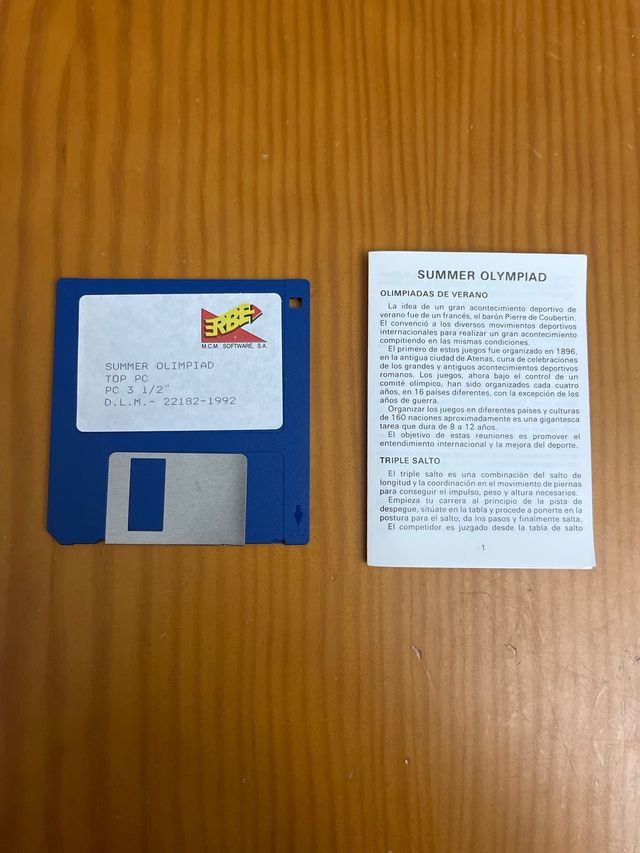 ERBE
M.C.M. SOFTWARE, S.A.
SUMMER OLIMPIAD
TOP PC
PC 3 1/2"
D.L.M.- 22182-1992
SUMMER OLYMPIAD
OLIMPIADAS DE VERANO
La idea de un gran acontecimiento deportivo de
verano fue de un francés, el barón Pierre de Coubertin.
El convenció a los diversos movimientos deportivos
internacionales para realizar un gran acontecimiento
compitiendo en las mismas condiciones.
El primero de estos juegos fue organizado en 1896,
en la antigua ciudad de Atenas, cuna de celebraciones
de los grandes y antiguos acontecimientos deportivos
romanos. Los juegos, ahora bajo el control de un
comité olímpico, han sido organizados cada cuatro
años, en 16 países diferentes, con la excepción de los
años de guerra.
Organizar los juegos en diferentes países y culturas
de 160 naciones aproximadamente es una gigantesca
tarea que dura de 8 a 12 años.
El objetivo de estas reuniones es promover el
entendimiento internacional y la mejora del deporte.
TRIPLE SALTO
El triple salto es una combinación del salto de
longitud y la coordinación en el movimiento de piernas
para conseguir el impulso, peso y altura necesarios.
Empieza tu carrera al principio de la pista de
despegue, sitúate en la tabla y procede a ponerte en la
postura para el salto; da los pasos y finalmente salta.
El competidor es juzgado desde la tabla de salto
1